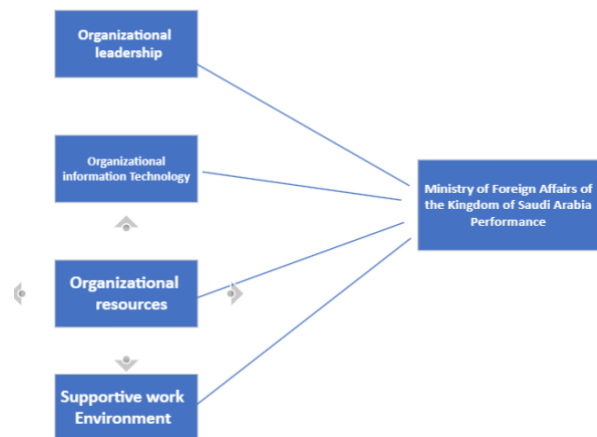 Organizational
leadership
Organizational
information Technology
Organizational
resources
Supportive work
Environment
Ministry of Foreign Affairs of
the Kingdom of Saudi Arabia
Performance